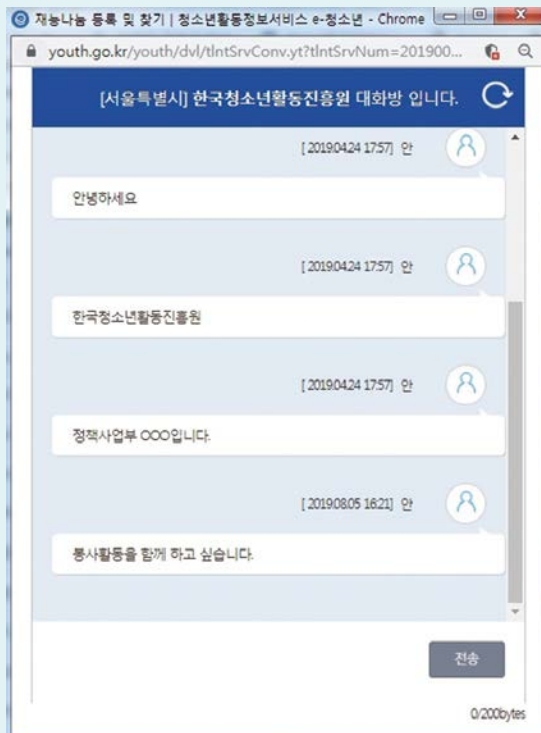 재능나눔 등록 및 찾기 | 청소년활동정보서비스 e-청소년 - Chrome
youth.go.kr/youth/dvl/tlntSrvConv.yt?tlntSrvNum=201900...
[서울특별시] 한국청소년활동진흥원 대화방 입니다.
[ 2019.04.24 17:57] 안
안녕하세요
[ 2019.04.24 17:57] 안
한국청소년활동진흥원
[ 2019.04.24 17:57] 안
정책사업부 OOO입니다.
[ 2019.08.05 16:21] 안
봉사활동을 함께 하고 싶습니다.
전송
0/200bytes